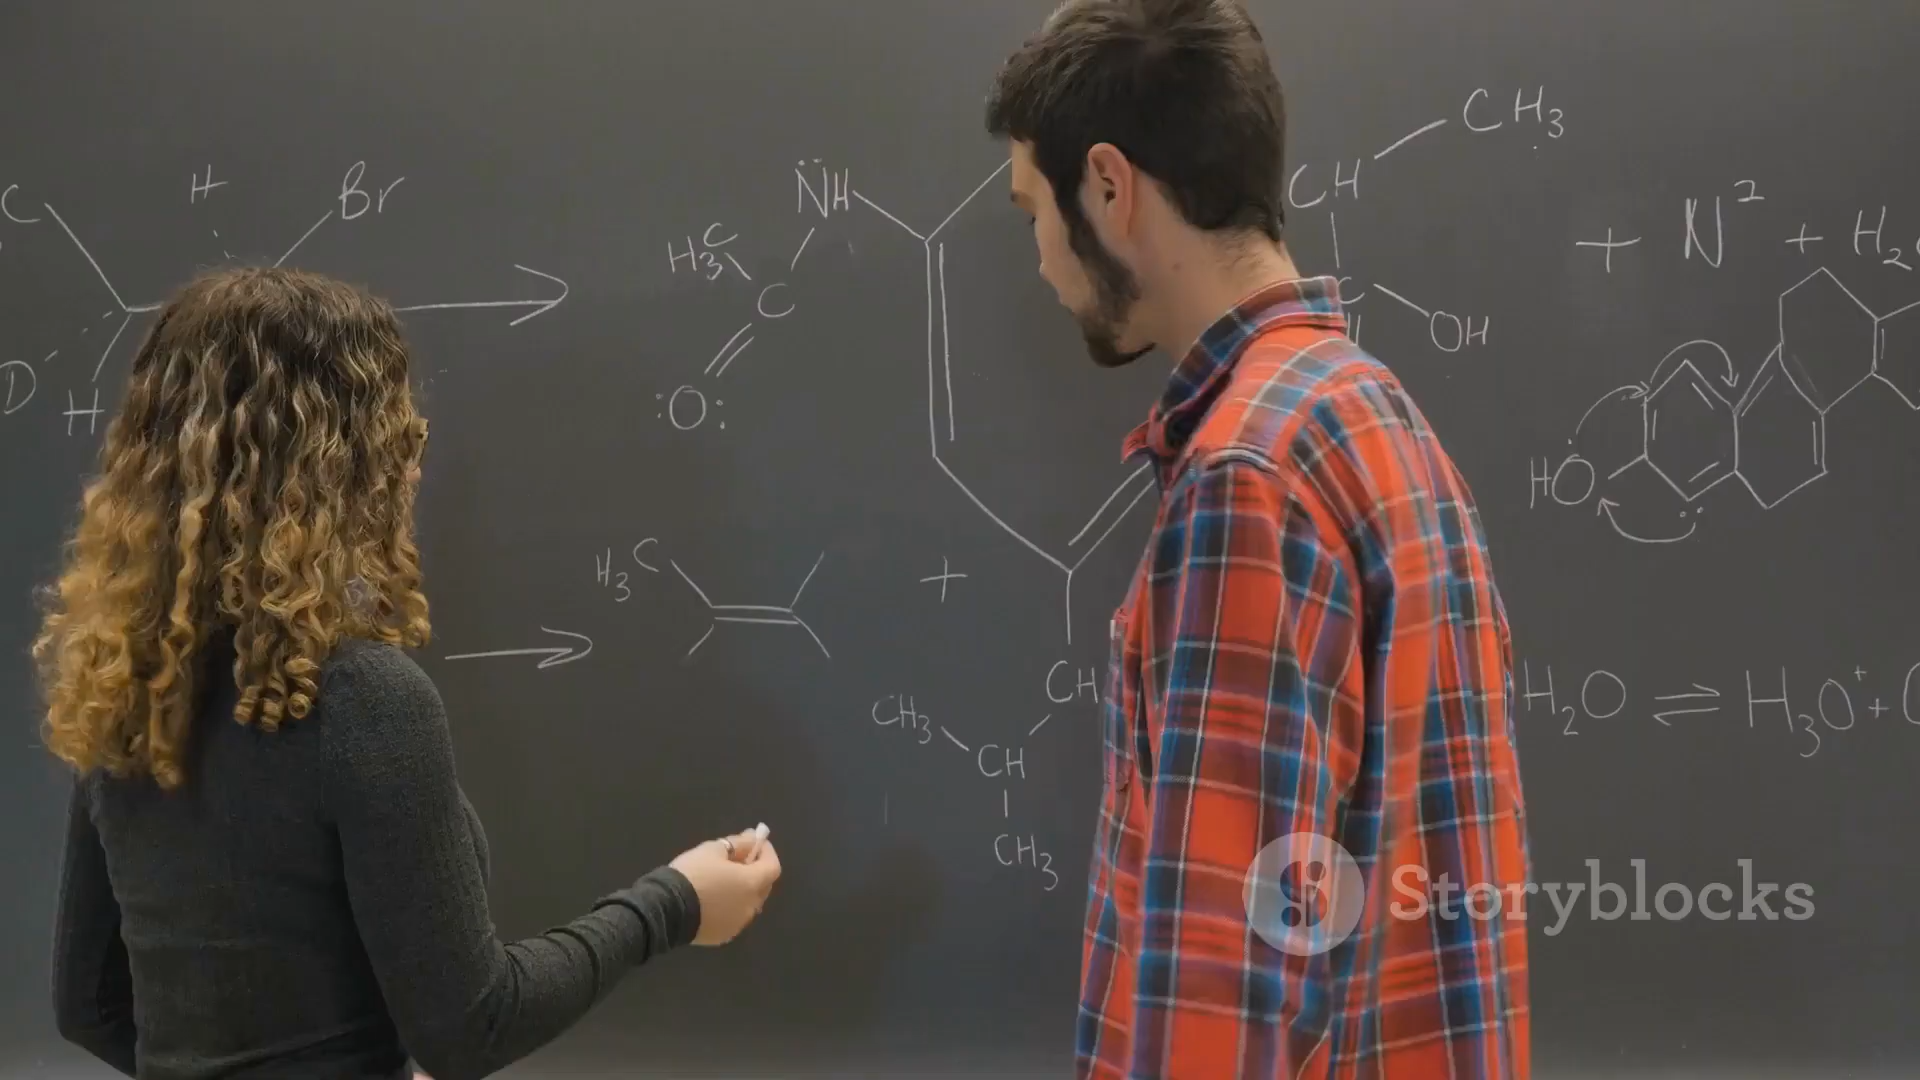 CH3
H
Br
C
NH
CH
H3C
+ N2 + H2
C
C
OH
D
H
:O:
HO
H3C
+
CH
H2O ⇌ H3O+ +
CH3
CH
CH3
Storyblocks